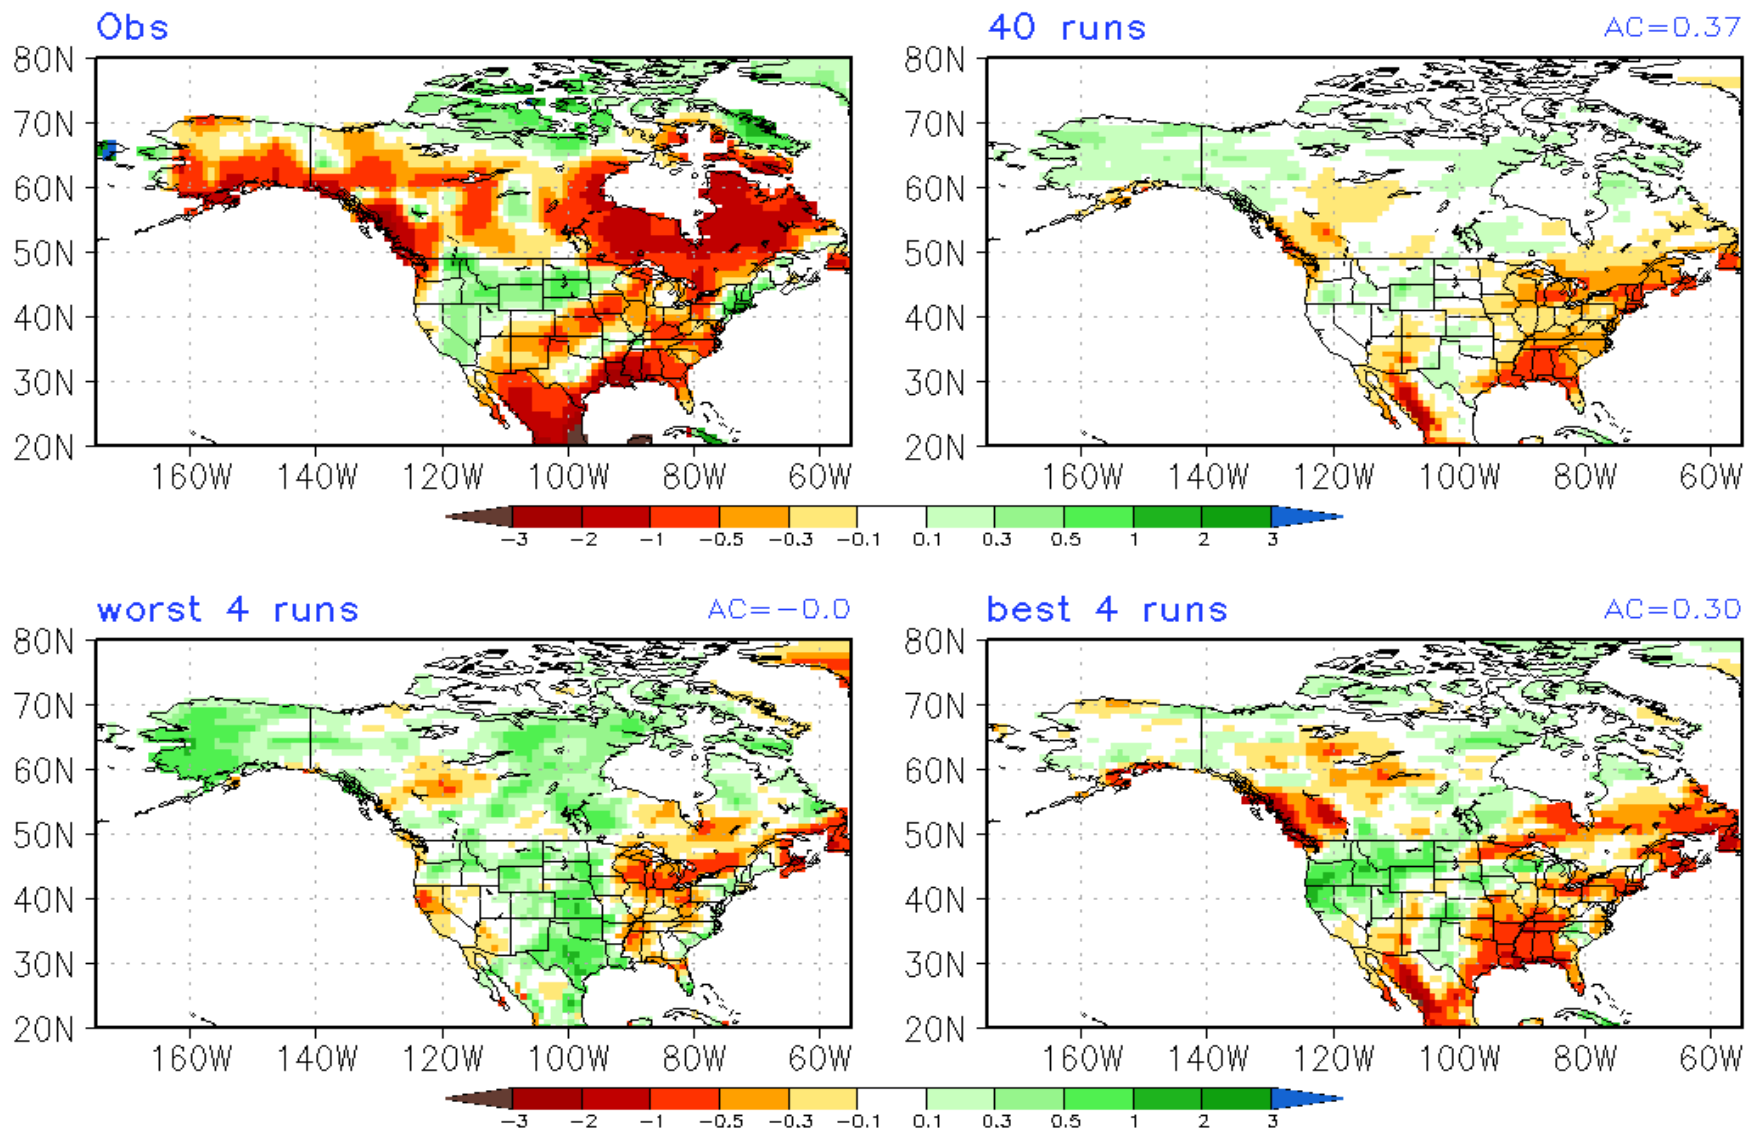 Obs
40 runs AC=0.37
80N 80N
70N 70N
60N 60N
50N 50N
40N 40N
30N 30N
20N 20N
160W 140W 120W 100W 80W 60W 160W 140W 120W 100W 80W 60W
-3 -2 -1 -0.5 -0.3 -0.1 0.1 0.3 0.5 1 2 3
worst 4 runs AC=-0.0
best 4 runs AC=0.30
80N 80N
70N 70N
60N 60N
50N 50N
40N 40N
30N 30N
20N 20N
160W 140W 120W 100W 80W 60W 160W 140W 120W 100W 80W 60W
-3 -2 -1 -0.5 -0.3 -0.1 0.1 0.3 0.5 1 2 3